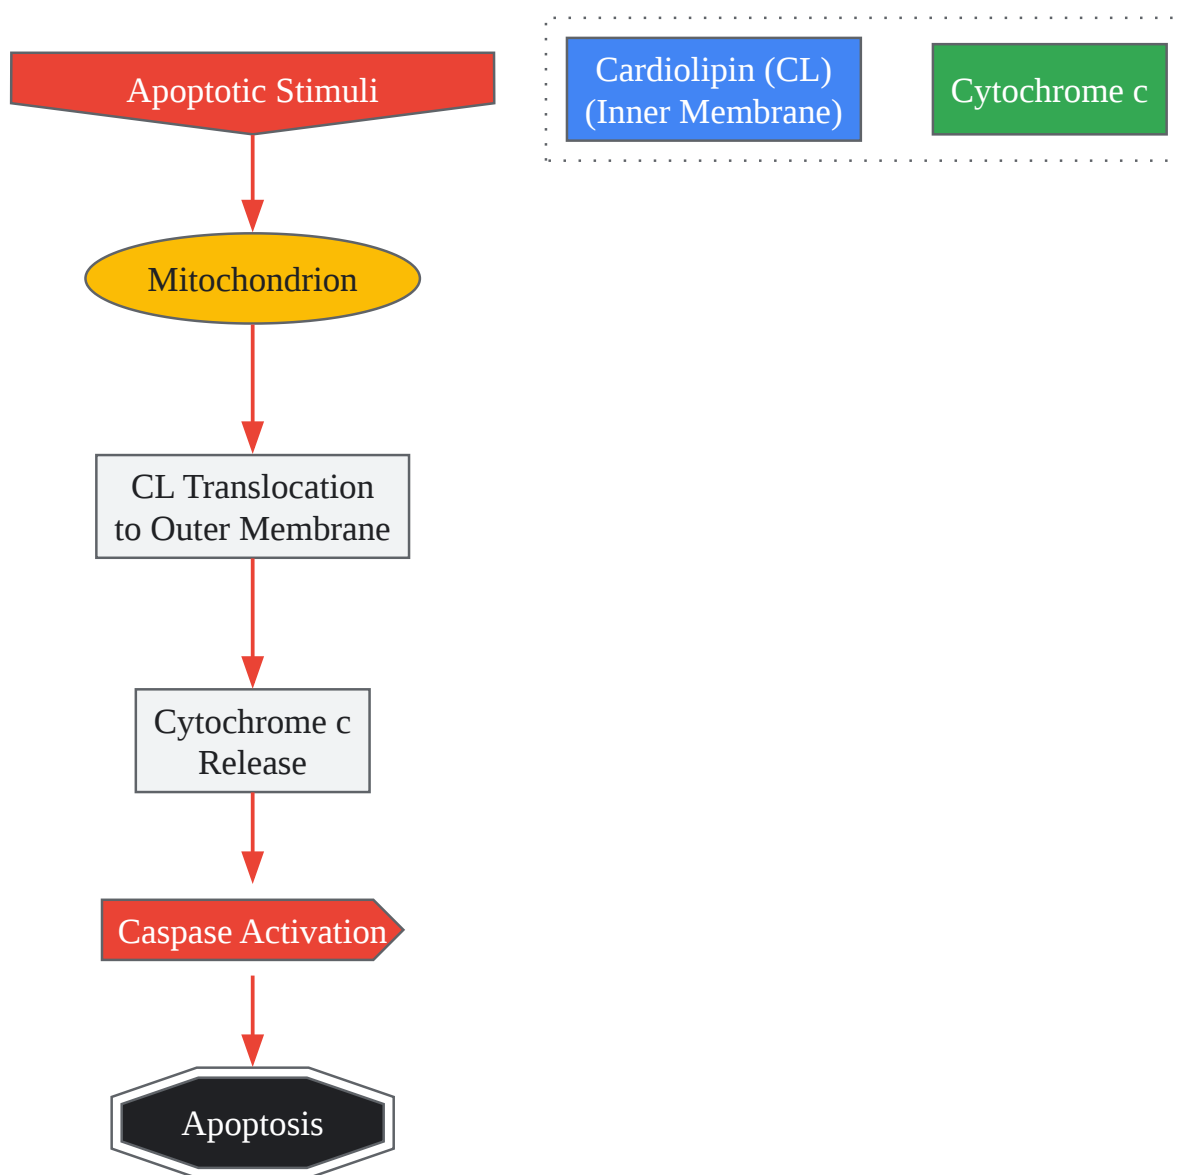 Apoptotic Stimuli
Cardiolipin (CL)
(Inner Membrane)
Cytochrome c
Mitochondrion
CL Translocation
to Outer Membrane
Cytochrome c
Release
Caspase Activation
Apoptosis